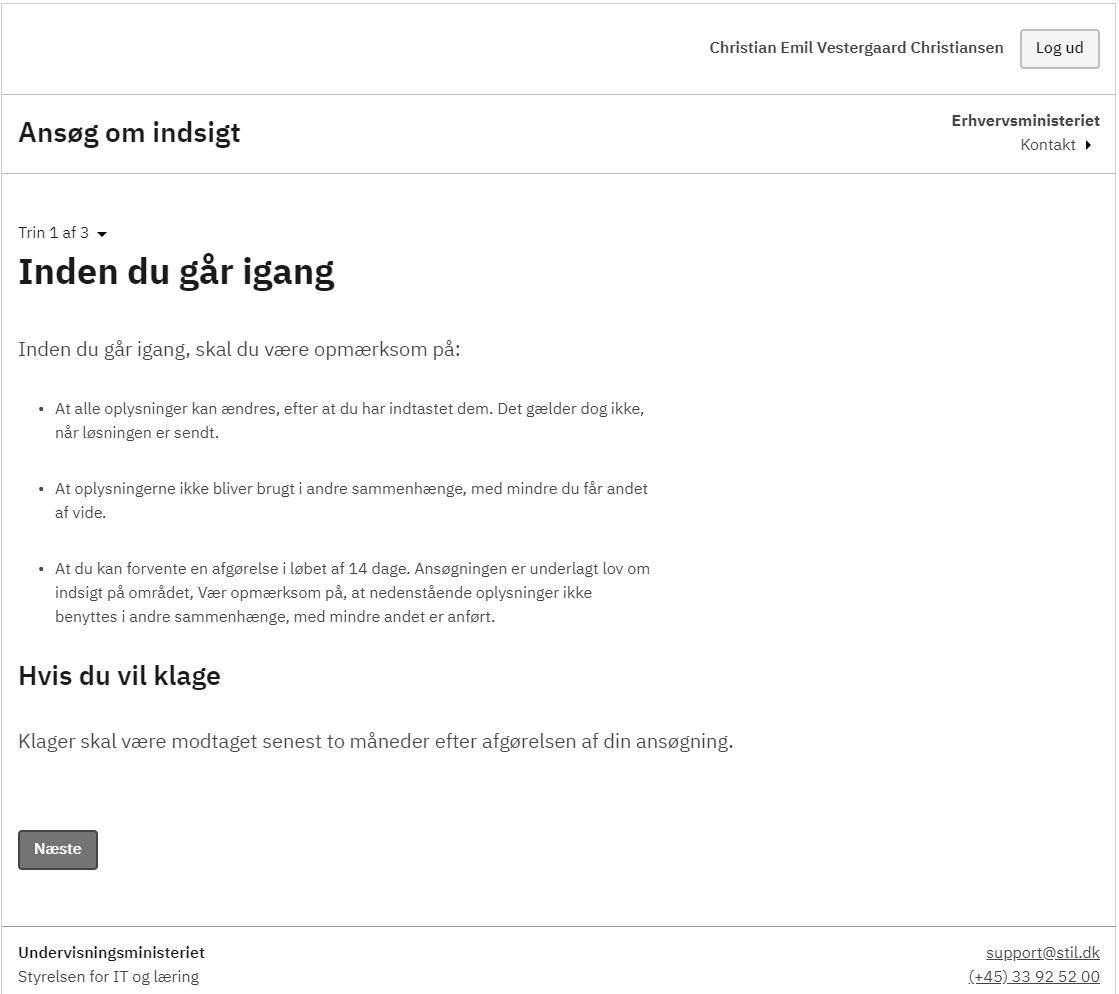 Christian Emil Vestergaard Christiansen
Log ud
Ansøg om indsigt
Erhvervsministeriet
Kontakt
Trin 1 af 3
Inden du går igang
Inden du går igang, skal du være opmærksom på:
• At alle oplysninger kan ændres, efter at du har indtastet dem. Det gælder dog ikke,
når løsningen er sendt.
• At oplysningerne ikke bliver brugt i andre sammenhænge, med mindre du får andet
af vide.
• At du kan forvente en afgørelse i løbet af 14 dage. Ansøgningen er underlagt lov om
indsigt på området, Vær opmærksom på, at nedenstående oplysninger ikke
benyttes i andre sammenhænge, med mindre andet er anført.
Hvis du vil klage
Klager skal være modtaget senest to måneder efter afgørelsen af din ansøgning.
Næste
Undervisningsministeriet
Styrelsen for IT og læring
support@stil.dk
(+45) 33 92 52 00